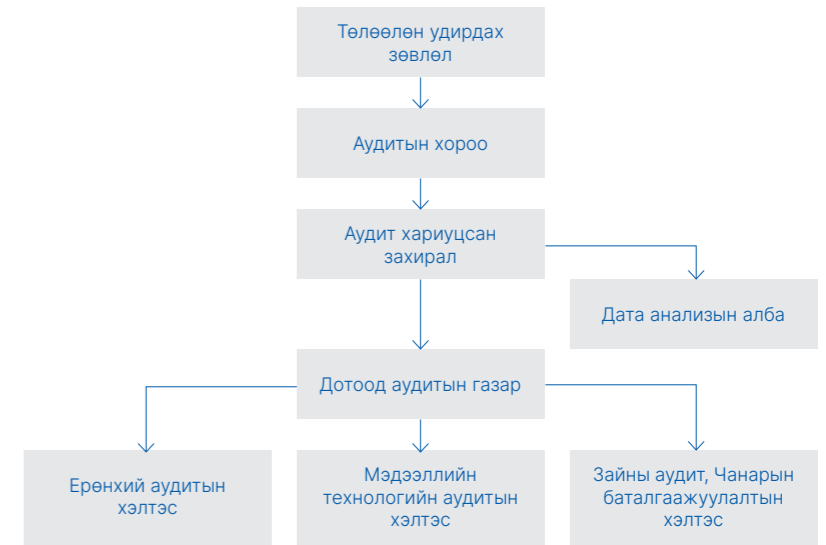 Төлөөлөн удирдах
зөвлөл
Аудитын хороо
Аудит хариуцсан
захирал
Дата анализын алба
Дотоод аудитын газар
Ерөнхий аудитын
хэлтэс
Мэдээллийн
технологийн аудитын
хэлтэс
Зайны аудит, Чанарын
баталгаажуулалтын
хэлтэс